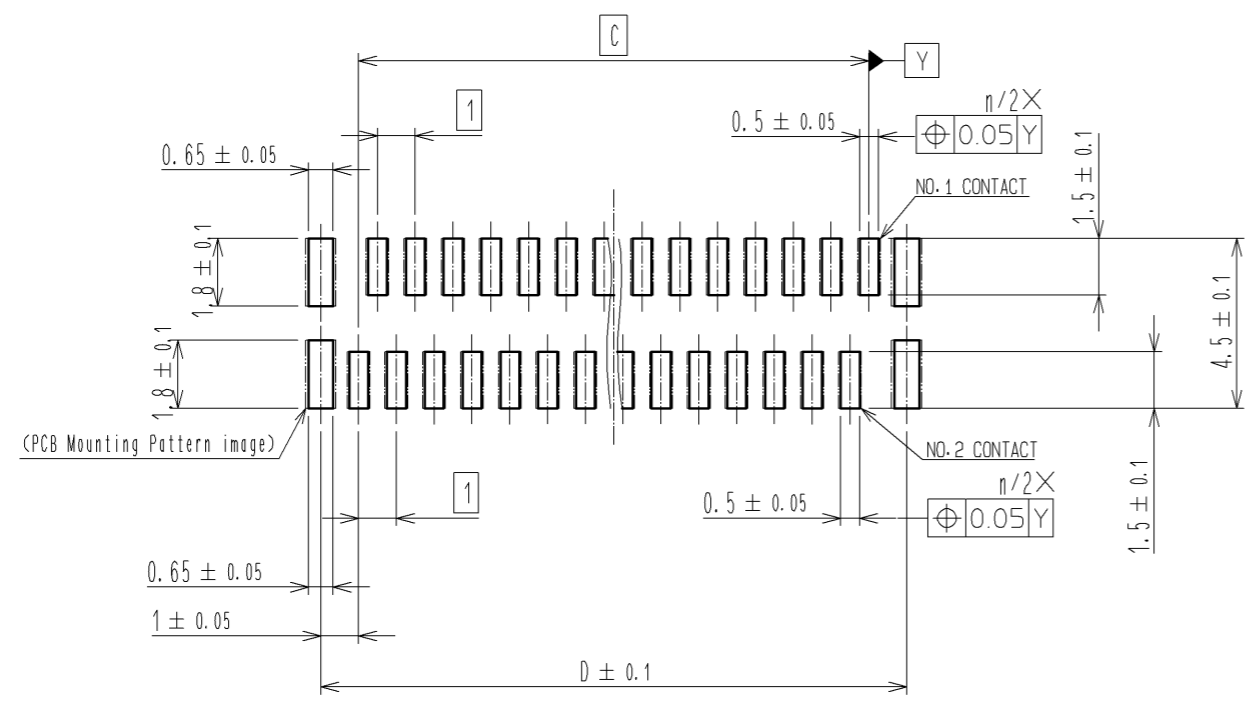 C
Y
1
n/2×
0.5 ± 0.05
⌖ 0.05 Y
0.65 ± 0.05
NO.1 CONTACT
1.5 ± 0.1
1.8 ± 0.1
4.5 ± 0.1
1.8 ± 0.1
(PCB Mounting Pattern image)
NO.2 CONTACT
1
n/2×
0.5 ± 0.05
⌖ 0.05 Y
1.5 ± 0.1
0.65 ± 0.05
1 ± 0.05
D ± 0.1